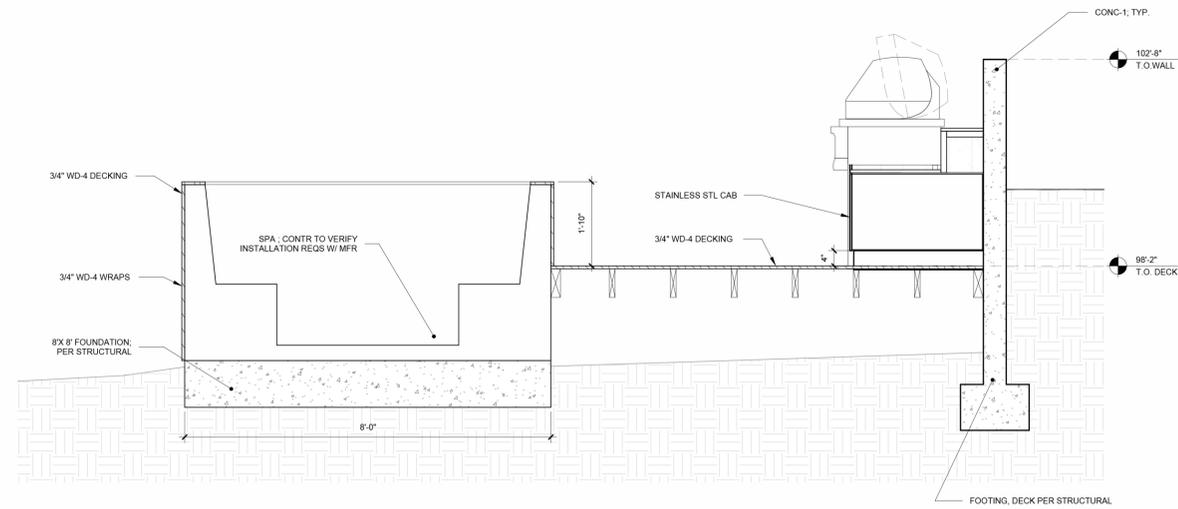 CONC-1; TYP.
102'-8"
T.O.WALL
3/4" WD-4 DECKING
STAINLESS STL CAB
1'-10"
SPA ; CONTR TO VERIFY
INSTALLATION REQS W/ MFR
3/4" WD-4 DECKING
4"
98'-2"
T.O. DECK
3/4" WD-4 WRAPS
8'X 8' FOUNDATION;
PER STRUCTURAL
8'-0"
FOOTING, DECK PER STRUCTURAL